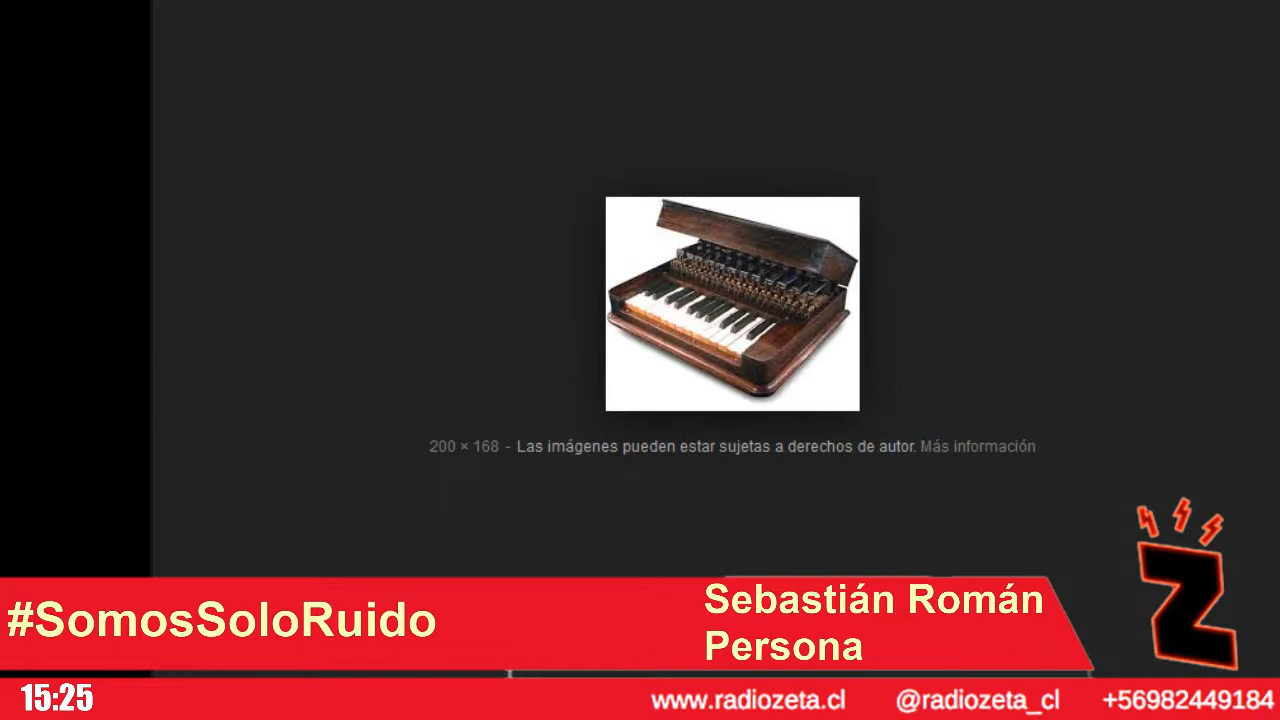 200 × 168 - Las imágenes pueden estar sujetas a derechos de autor. Más información
#SomosSoloRuido
Sebastián Román
Persona
Z
15:25
www.radiozeta.cl
@radiozeta_cl
+56982449184